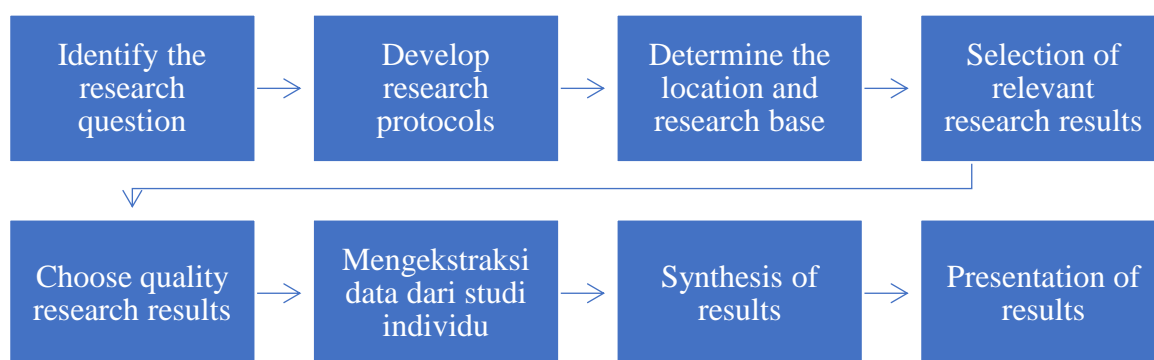 Identify the
research
question
Develop
research
protocols
Determine the
location and
research base
Selection of
relevant
research results
Choose quality
research results
Mengekstraksi
data dari studi
individu
Synthesis of
results
Presentation of
results